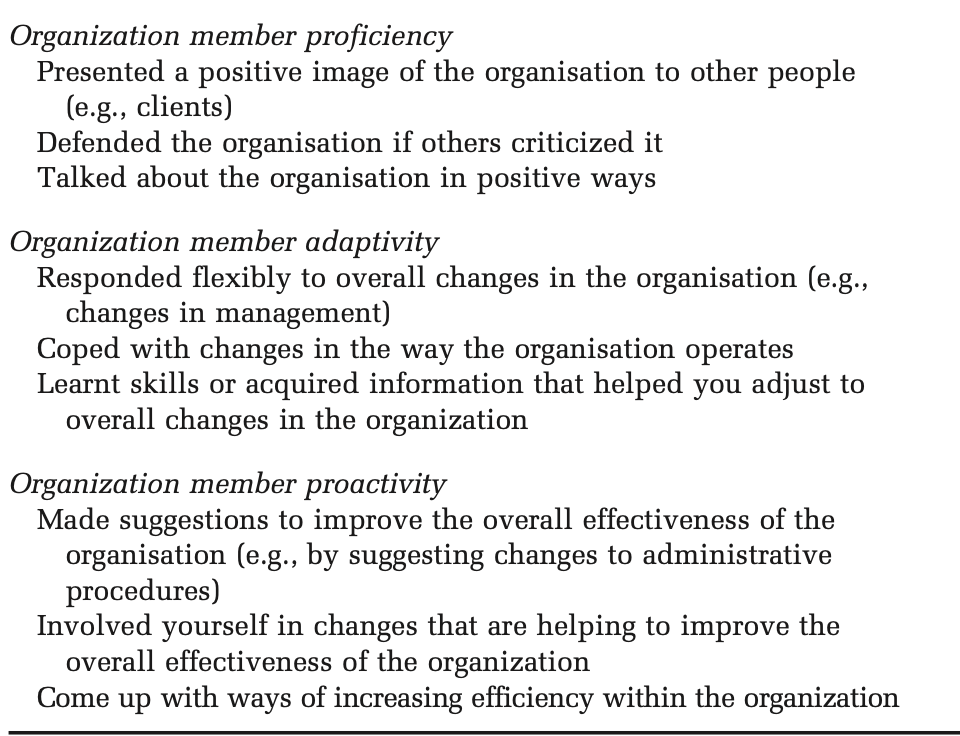 Organization member proficiency
Presented a positive image of the organisation to other people
(e.g., clients)
Defended the organisation if others criticized it
Talked about the organisation in positive ways
Organization member adaptivity
Responded flexibly to overall changes in the organisation (e.g.,
changes in management)
Coped with changes in the way the organisation operates
Learnt skills or acquired information that helped you adjust to
overall changes in the organization
Organization member proactivity
Made suggestions to improve the overall effectiveness of the
organisation (e.g., by suggesting changes to administrative
procedures)
Involved yourself in changes that are helping to improve the
overall effectiveness of the organization
Come up with ways of increasing efficiency within the organization